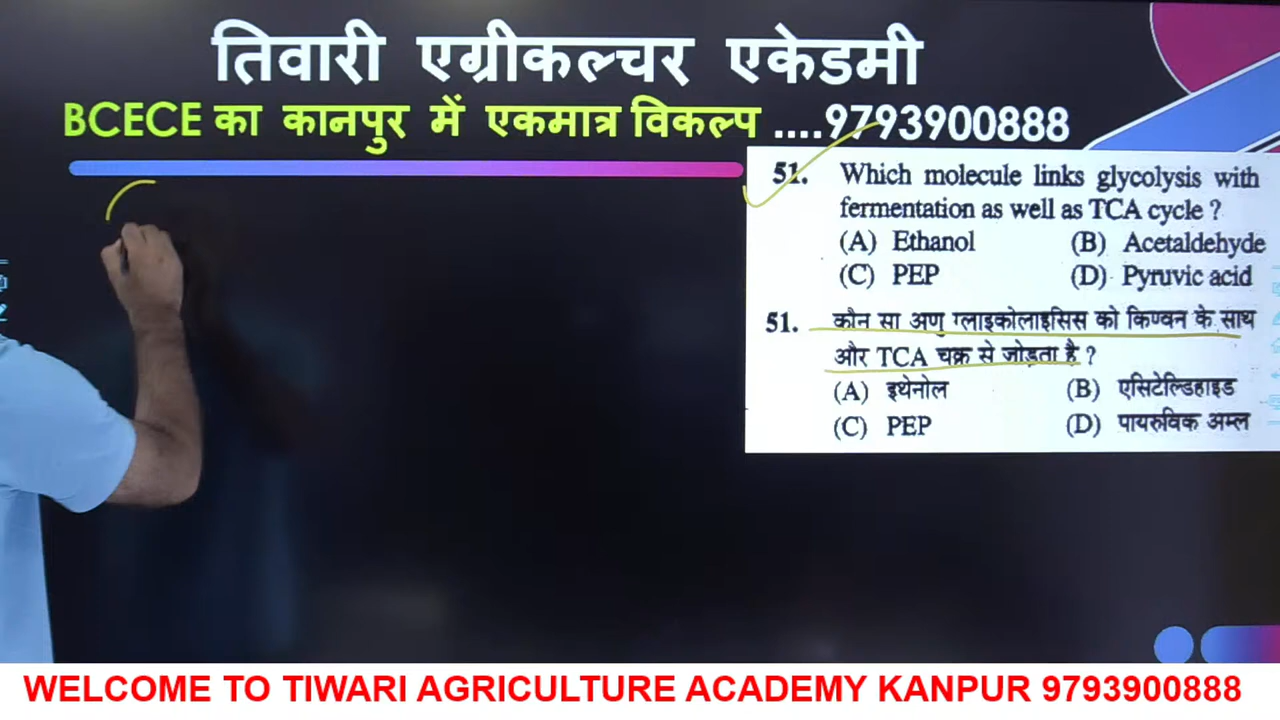 तिवारी एग्रीकल्चर एकेडमी
BCECE का कानपुर में एकमात्र विकल्प ....9793900888
51. Which molecule links glycolysis with
fermentation as well as TCA cycle ?
(A) Ethanol (B) Acetaldehyde
(C) PEP (D) Pyruvic acid
51. कौन सा अणु ग्लाइकोलाइसिस को किण्वन के साथ
और TCA चक्र से जोड़ता है ?
(A) इथेनोल (B) एसिटेल्डिहाइड
(C) PEP (D) पायरुविक अम्ल
WELCOME TO TIWARI AGRICULTURE ACADEMY KANPUR 9793900888